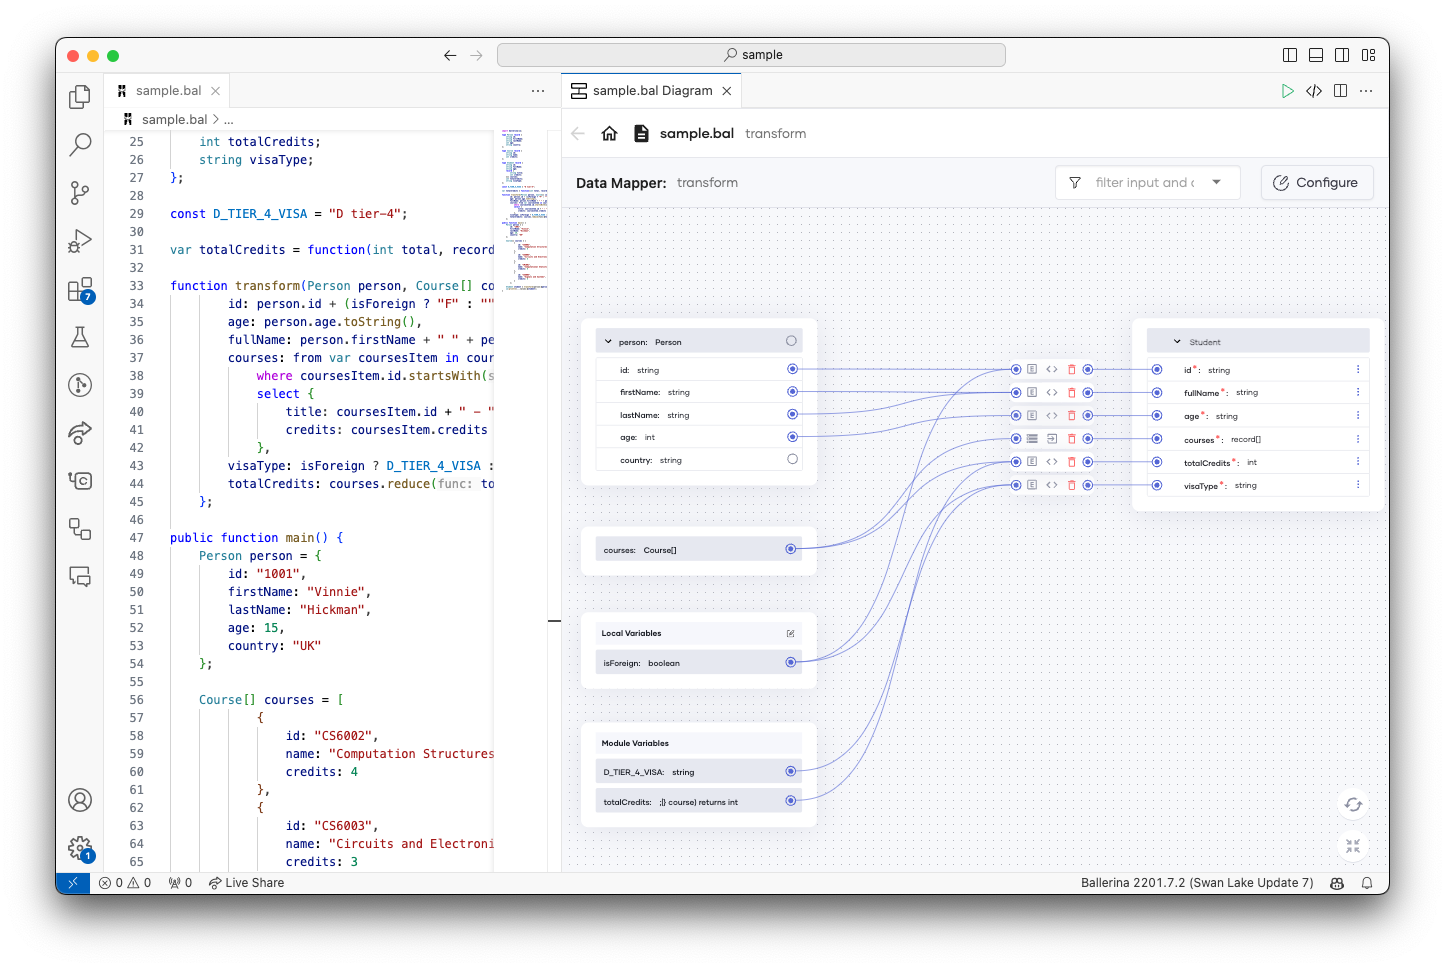 sample
sample.bal
sample.bal Diagram
sample.bal > ...
25 int totalCredits;
26 string visaType;
27 };
28
29 const D_TIER_4_VISA = "D tier-4";
30
31 var totalCredits = function(int total, record
32
33 function transform(Person person, Course[] co
34 id: person.id + (isForeign ? "F" : ""
35 age: person.age.toString(),
36 fullName: person.firstName + " " + pe
37 courses: from var coursesItem in cour
38 where coursesItem.id.startsWith(s
39 select {
40 title: coursesItem.id + " - "
41 credits: coursesItem.credits
42 },
43 visaType: isForeign ? D_TIER_4_VISA :
44 totalCredits: courses.reduce(func: to
45 };
46
47 public function main() {
48 Person person = {
49 id: "1001",
50 firstName: "Vinnie",
51 lastName: "Hickman",
52 age: 15,
53 country: "UK"
54 };
55
56 Course[] courses = [
57 {
58 id: "CS6002",
59 name: "Computation Structures
60 credits: 4
61 },
62 {
63 id: "CS6003",
64 name: "Circuits and Electroni
65 credits: 3
7
1
sample.bal transform
Data Mapper: transform
filter input and
Configure
person: Person
id: string
firstName: string
lastName: string
age: int
country: string
courses: Course[]
Local Variables
isForeign: boolean
Module Variables
D_TIER_4_VISA: string
totalCredits: ;}} course) returns int
Student
id*: string
fullName*: string
age*: string
courses*: record[]
totalCredits*: int
visaType*: string
0 0 0 Live Share
Ballerina 2201.7.2 (Swan Lake Update 7)